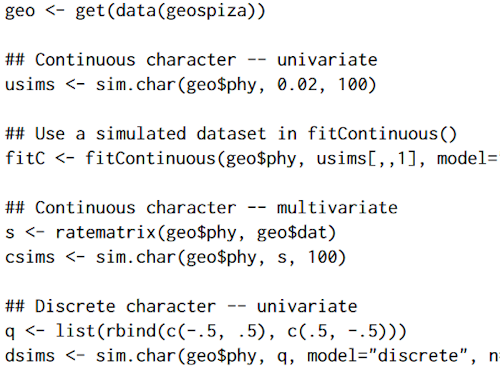 geo <- get(data(geospiza))
## Continuous character -- univariate
usims <- sim.char(geo$phy, 0.02, 100)
## Use a simulated dataset in fitContinuous()
fitC <- fitContinuous(geo$phy, usims[,,1], model=
## Continuous character -- multivariate
s <- ratematrix(geo$phy, geo$dat)
csims <- sim.char(geo$phy, s, 100)
## Discrete character -- univariate
q <- list(rbind(c(-.5, .5), c(.5, -.5)))
dsims <- sim.char(geo$phy, q, model="discrete", n